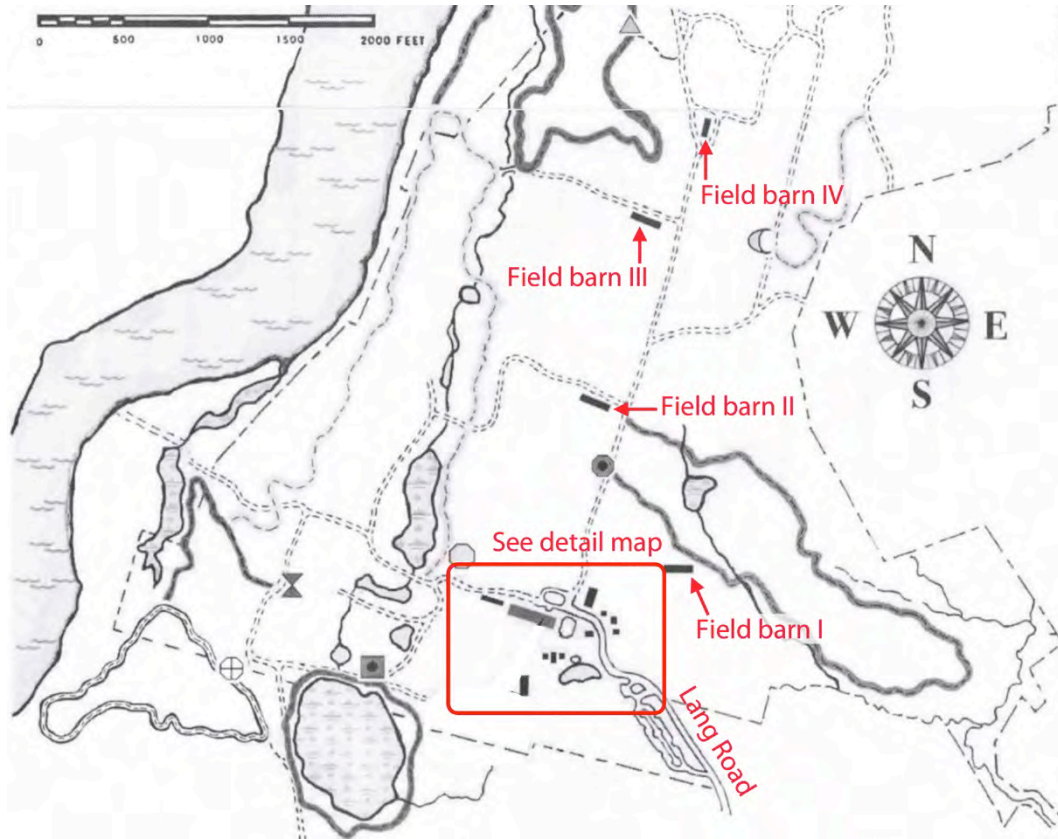 0 500 1000 1500 2000 FEET
Field barn IV
Field barn III
N
W E
S
Field barn II
See detail map
Field barn I
Lang Road